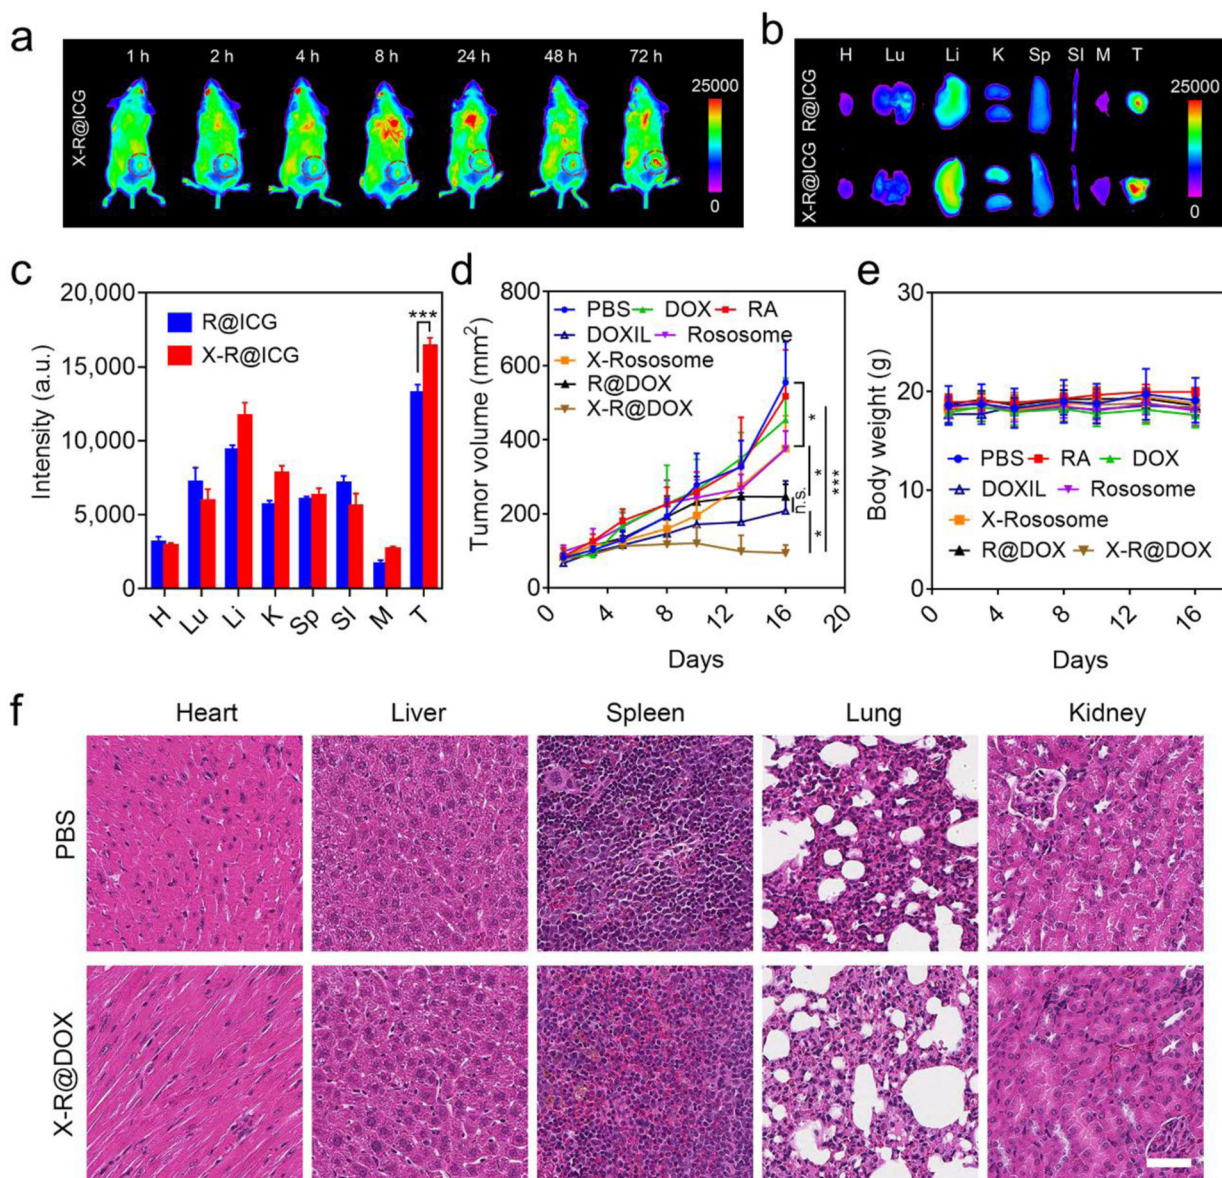 a
1 h 2 h 4 h 8 h 24 h 48 h 72 h
X-R@ICG
25000
0
b
H Lu Li K Sp SI M T
R@ICG
X-R@ICG
25000
0
c
20,000
15,000
10,000
5,000
0
Intensity (a.u.)
R@ICG
X-R@ICG
***
H Lu Li K Sp SI M T
d
800
600
400
200
0
Tumor volume (mm²)
PBS DOX RA
DOXIL Rososome
X-Rososome
R@DOX
X-R@DOX
*
*
***
n.s.
*
0 4 8 12 16 20
Days
e
30
20
10
0
Body weight (g)
PBS RA DOX
DOXIL Rososome
X-Rososome
R@DOX X-R@DOX
0 4 8 12 16
Days
f
Heart Liver Spleen Lung Kidney
PBS
X-R@DOX